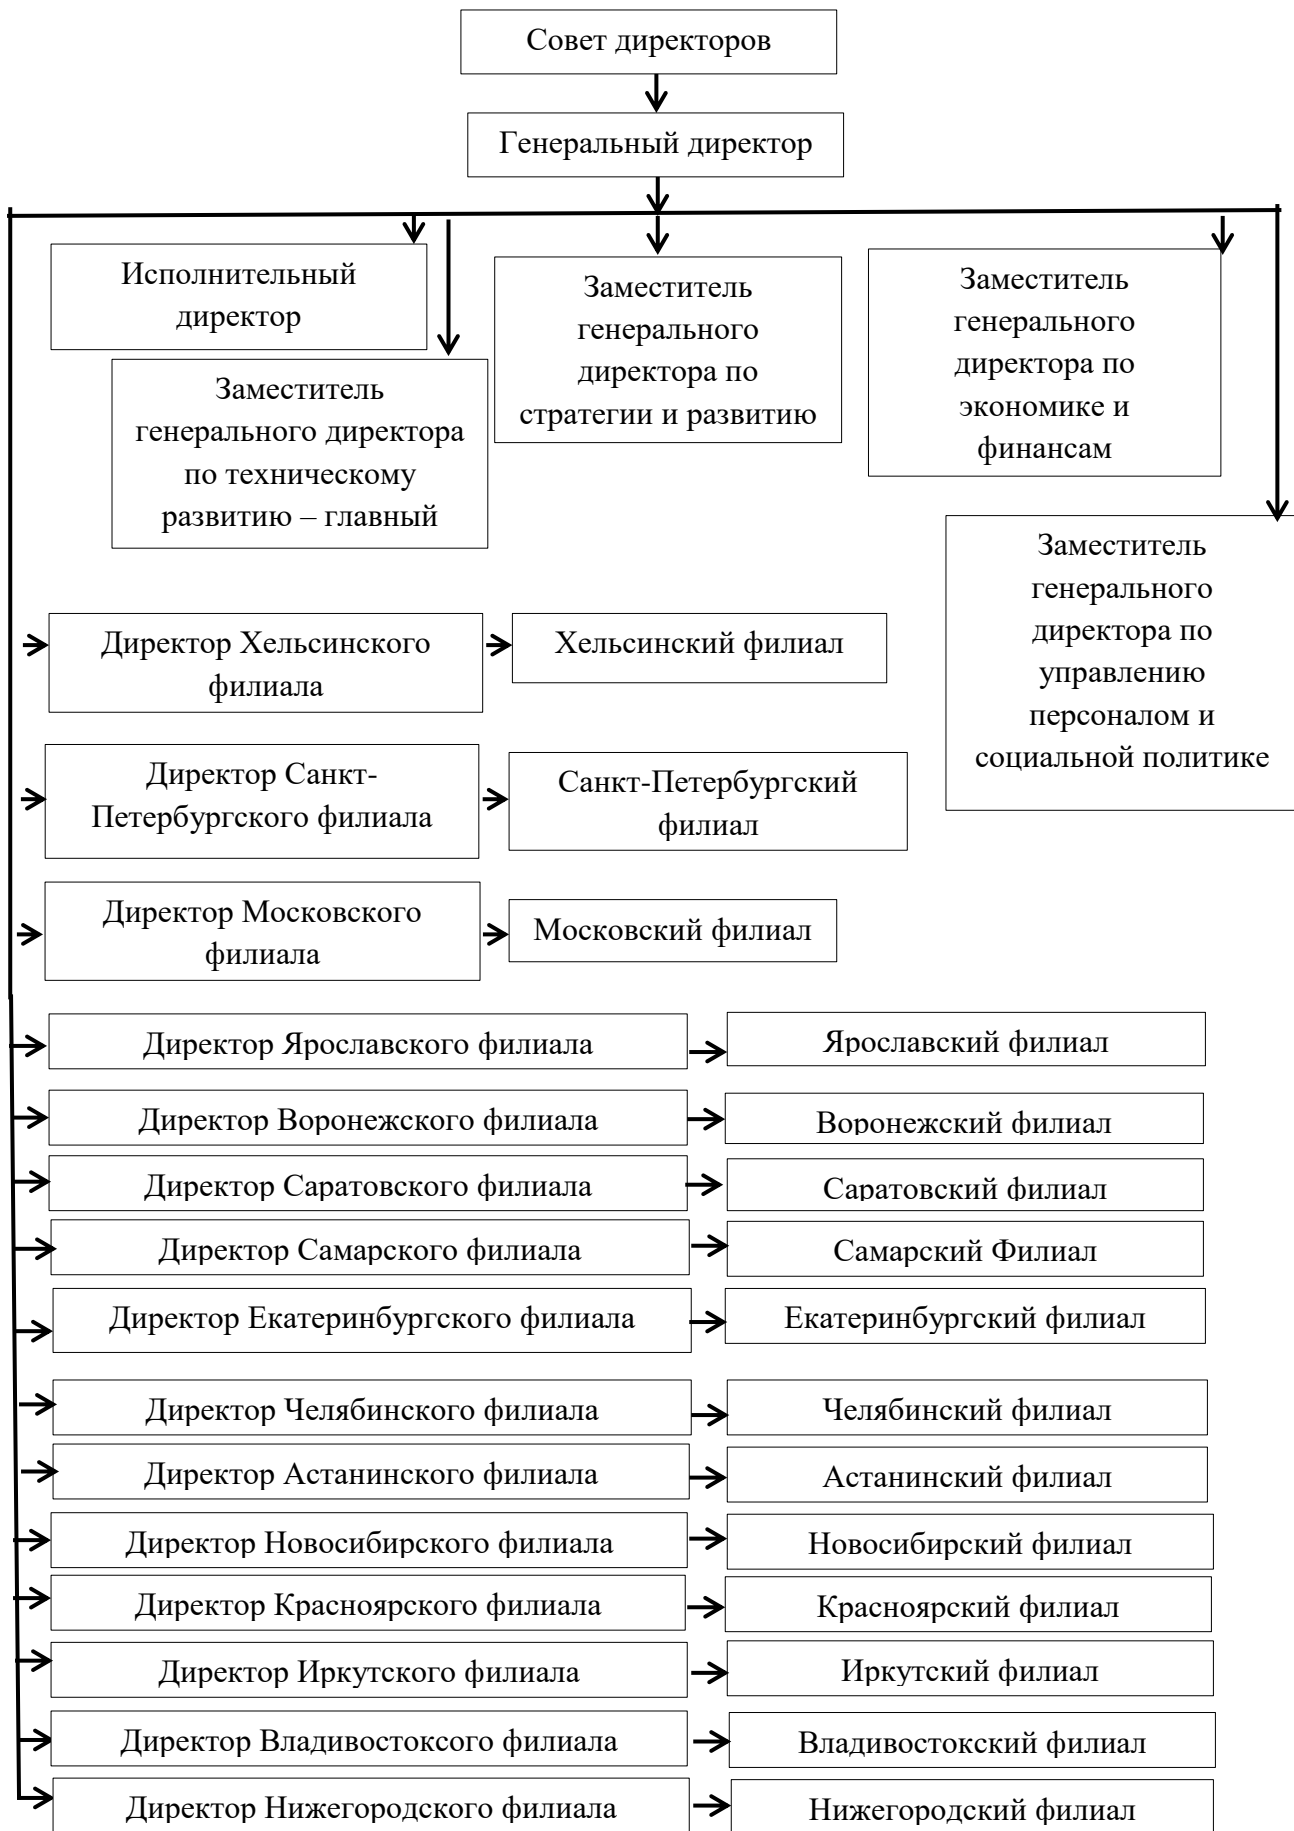 Совет директоров
Генеральный директор
Исполнительный
директор
Заместитель
генерального директора
по техническому
развитию – главный
Заместитель
генерального
директора по
стратегии и развитию
Заместитель
генерального
директора по
экономике и
финансам
Заместитель
генерального
директора по
управлению
персоналом и
социальной политике
Директор Хельсинского
филиала
Хельсинский филиал
Директор Санкт-
Петербургского филиала
Санкт-Петербургский
филиал
Директор Московского
филиала
Московский филиал
Директор Ярославского филиала
Ярославский филиал
Директор Воронежского филиала
Воронежский филиал
Директор Саратовского филиала
Саратовский филиал
Директор Самарского филиала
Самарский Филиал
Директор Екатеринбургского филиала
Екатеринбургский филиал
Директор Челябинского филиала
Челябинский филиал
Директор Астанинского филиала
Астанинский филиал
Директор Новосибирского филиала
Новосибирский филиал
Директор Красноярского филиала
Красноярский филиал
Директор Иркутского филиала
Иркутский филиал
Директор Владивостоксого филиала
Владивостокский филиал
Директор Нижегородского филиала
Нижегородский филиал